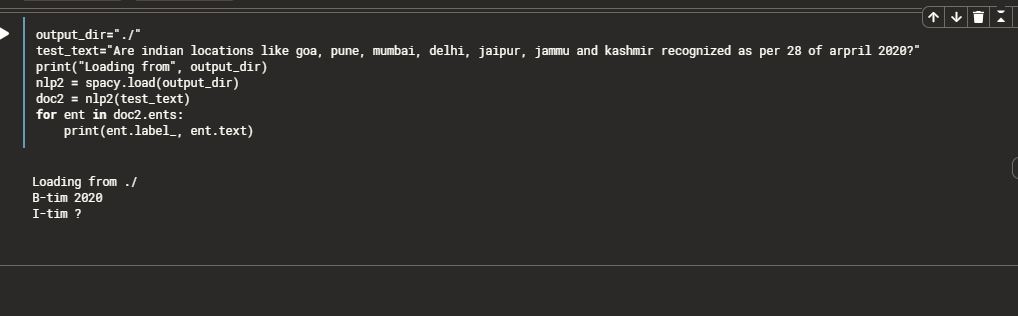 output_dir="./"
test_text="Are indian locations like goa, pune, mumbai, delhi, jaipur, jammu and kashmir recognized as per 28 of arpril 2020?"
print("Loading from", output_dir)
nlp2 = spacy.load(output_dir)
doc2 = nlp2(test_text)
for ent in doc2.ents:
    print(ent.label_, ent.text)
Loading from ./
B-tim 2020
I-tim ?